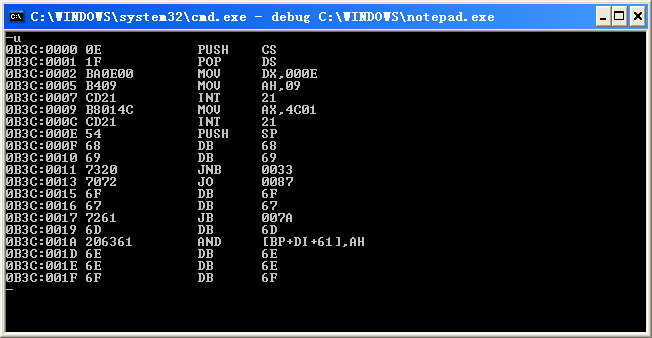 C:\WINDOWS\system32\cmd.exe - debug C:\WINDOWS\notepad.exe
-u
0B3C:0000 0E PUSH CS
0B3C:0001 1F POP DS
0B3C:0002 BA0E00 MOV DX,000E
0B3C:0005 B409 MOV AH,09
0B3C:0007 CD21 INT 21
0B3C:0009 B8014C MOV AX,4C01
0B3C:000C CD21 INT 21
0B3C:000E 54 PUSH SP
0B3C:000F 68 DB 68
0B3C:0010 69 DB 69
0B3C:0011 7320 JNB 0033
0B3C:0013 7072 JO 0087
0B3C:0015 6F DB 6F
0B3C:0016 67 DB 67
0B3C:0017 7261 JB 007A
0B3C:0019 6D DB 6D
0B3C:001A 206361 AND [BP+DI+61],AH
0B3C:001D 6E DB 6E
0B3C:001E 6E DB 6E
0B3C:001F 6F DB 6F
-